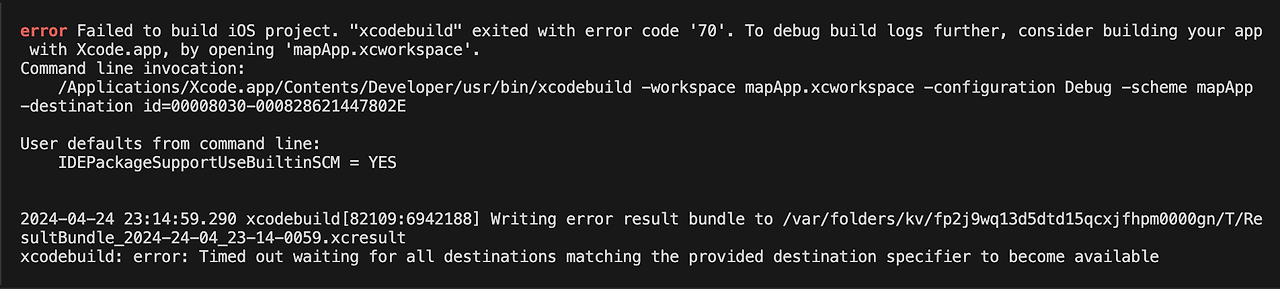 error Failed to build iOS project. "xcodebuild" exited with error code '70'. To debug build logs further, consider building your app
with Xcode.app, by opening 'mapApp.xcworkspace'.
Command line invocation:
/Applications/Xcode.app/Contents/Developer/usr/bin/xcodebuild -workspace mapApp.xcworkspace -configuration Debug -scheme mapApp
-destination id=00008030-000828621447802E
User defaults from command line:
IDEPackageSupportUseBuiltinSCM = YES
2024-04-24 23:14:59.290 xcodebuild[82109:6942188] Writing error result bundle to /var/folders/kv/fp2j9wq13d5dtd15qcxjfhpm0000gn/T/Re
sultBundle_2024-24-04_23-14-0059.xcresult
xcodebuild: error: Timed out waiting for all destinations matching the provided destination specifier to become available